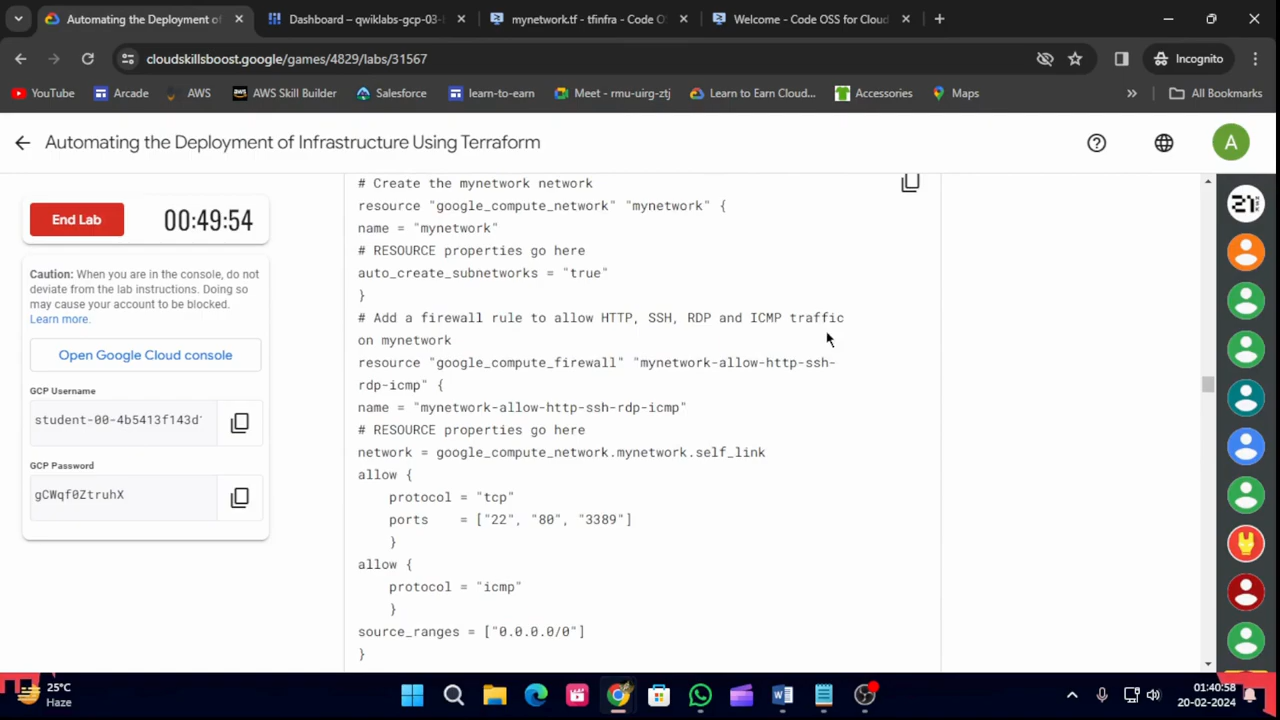 Automating the Deployment of
Dashboard – qwiklabs-gcp-03-
mynetwork.tf - tfinfra - Code O
Welcome - Code OSS for Cloud
cloudskillsboost.google/games/4829/labs/31567
Incognito
YouTube
Arcade
AWS
AWS Skill Builder
Salesforce
learn-to-earn
Meet - rmu-uirg-ztj
Learn to Earn Cloud...
Accessories
Maps
»
All Bookmarks
Automating the Deployment of Infrastructure Using Terraform
A
End Lab
00:49:54
Caution: When you are in the console, do not
deviate from the lab instructions. Doing so
may cause your account to be blocked.
Learn more.
Open Google Cloud console
GCP Username
student-00-4b5413f143d
GCP Password
gCWqf0ZtruhX
# Create the mynetwork network
resource "google_compute_network" "mynetwork" {
name = "mynetwork"
# RESOURCE properties go here
auto_create_subnetworks = "true"
}
# Add a firewall rule to allow HTTP, SSH, RDP and ICMP traffic
on mynetwork
resource "google_compute_firewall" "mynetwork-allow-http-ssh-
rdp-icmp" {
name = "mynetwork-allow-http-ssh-rdp-icmp"
# RESOURCE properties go here
network = google_compute_network.mynetwork.self_link
allow {
    protocol = "tcp"
    ports    = ["22", "80", "3389"]
    }
allow {
    protocol = "icmp"
    }
source_ranges = ["0.0.0.0/0"]
}
25°C
Haze
01:40:58
20-02-2024